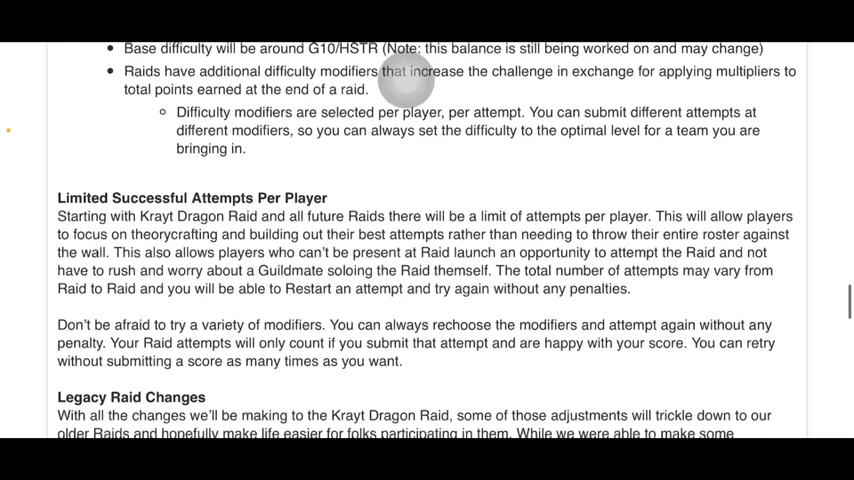 • Base difficulty will be around G10/HSTR (Note: this balance is still being worked on and may change)
• Raids have additional difficulty modifiers that increase the challenge in exchange for applying multipliers to
total points earned at the end of a raid.
○ Difficulty modifiers are selected per player, per attempt. You can submit different attempts at
different modifiers, so you can always set the difficulty to the optimal level for a team you are
bringing in.
Limited Successful Attempts Per Player
Starting with Krayt Dragon Raid and all future Raids there will be a limit of attempts per player. This will allow players
to focus on theorycrafting and building out their best attempts rather than needing to throw their entire roster against
the wall. This also allows players who can't be present at Raid launch an opportunity to attempt the Raid and not
have to rush and worry about a Guildmate soloing the Raid themself. The total number of attempts may vary from
Raid to Raid and you will be able to Restart an attempt and try again without any penalties.
Don't be afraid to try a variety of modifiers. You can always rechoose the modifiers and attempt again without any
penalty. Your Raid attempts will only count if you submit that attempt and are happy with your score. You can retry
without submitting a score as many times as you want.
Legacy Raid Changes
With all the changes we'll be making to the Krayt Dragon Raid, some of those adjustments will trickle down to our
older Raids and hopefully make life easier for folks participating in them. While we were able to make some